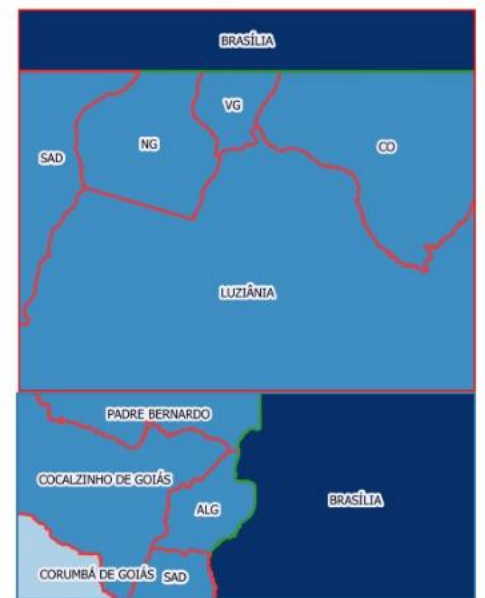 BRASÍLIA
VG
NG
CO
SAD
LUZIÂNIA
PADRE BERNARDO
COCALZINHO DE GOIÁS
BRASÍLIA
ALG
CORUMBÁ DE GOIÁS
SAD